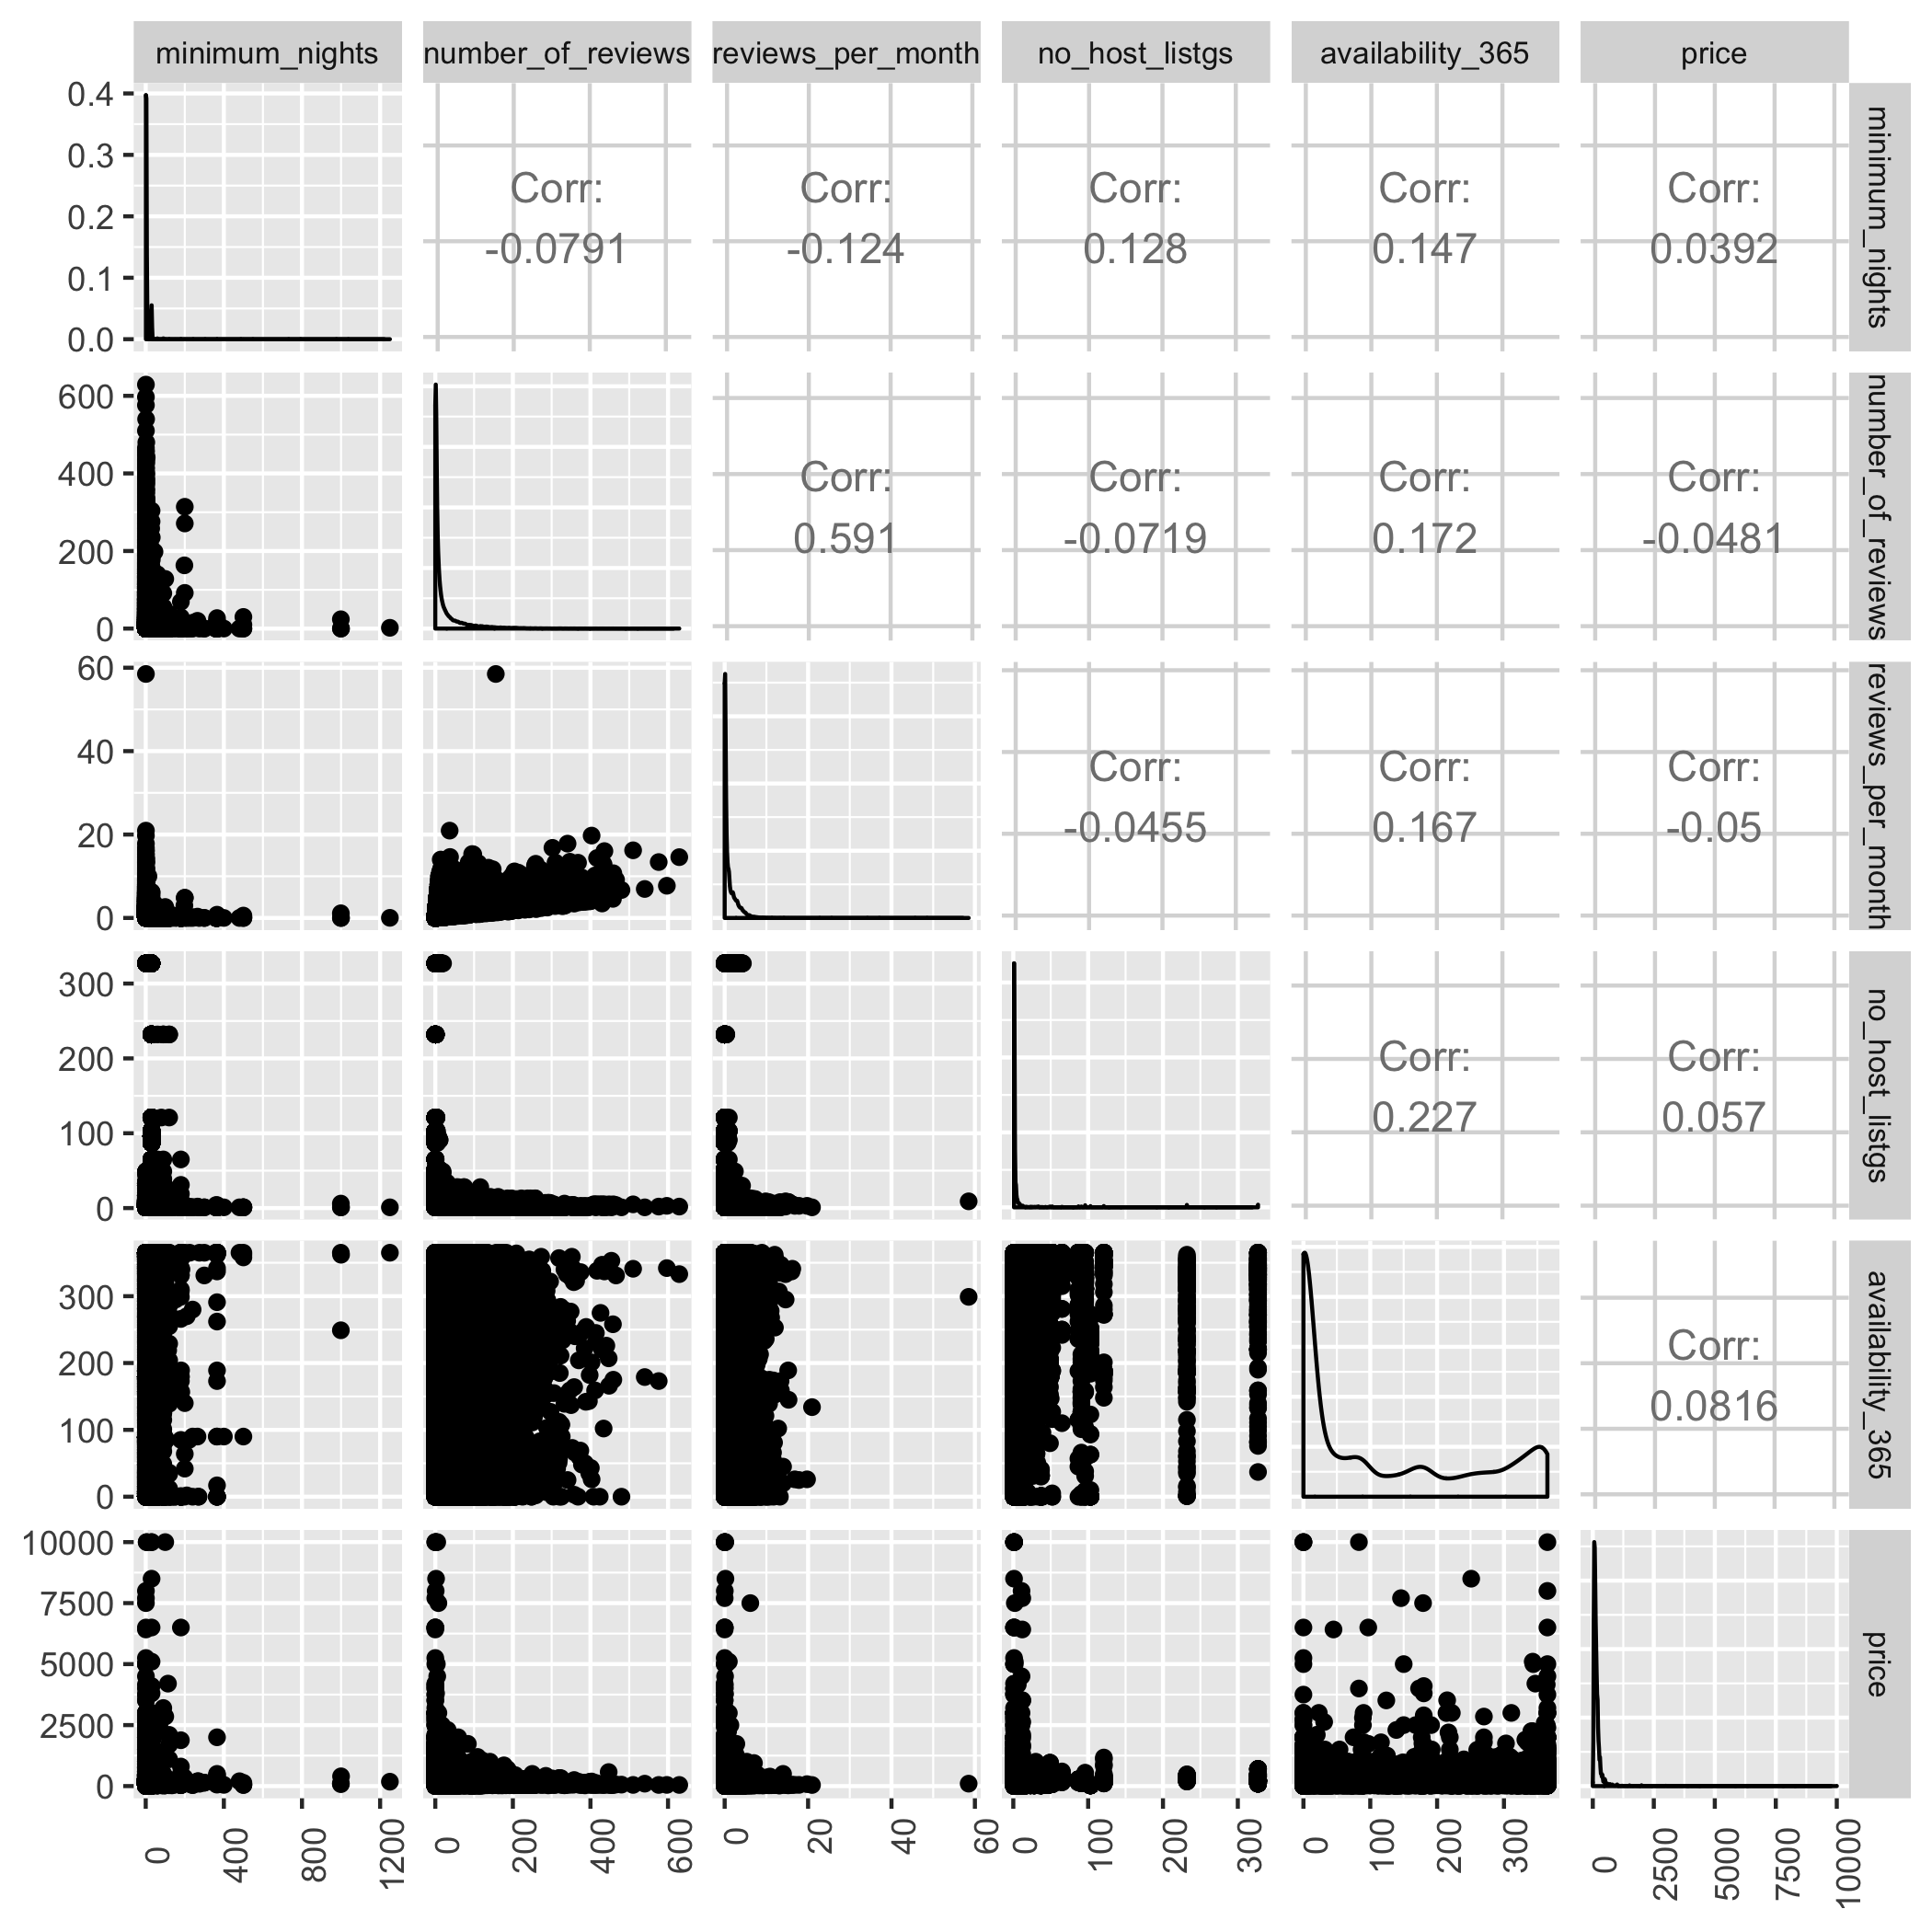 minimum_nights number_of_reviews reviews_per_month no_host_listgs availability_365 price
0.4
0.3
0.2
0.1
0.0
Corr: Corr: Corr: Corr: Corr:
-0.0791 -0.124 0.128 0.147 0.0392
minimum_nights
600
400
200
0
Corr: Corr: Corr: Corr:
0.591 -0.0719 0.172 -0.0481
number_of_reviews
60
40
20
0
Corr: Corr: Corr:
-0.0455 0.167 -0.05
reviews_per_month
300
200
100
0
Corr: Corr:
0.227 0.057
no_host_listgs
300
200
100
0
Corr:
0.0816
availability_365
10000
7500
5000
2500
0
price
0 400 800 1200 0 200 400 600 0 20 40 60 0 100 200 300 0 100 200 300 0 2500 5000 7500 10000